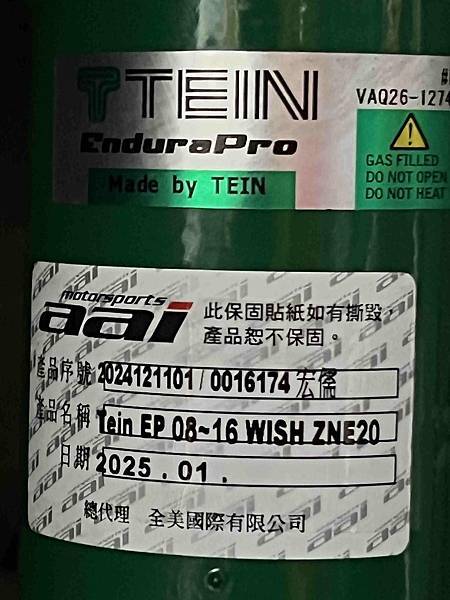 TEIN
EnduraPro
Made by TEIN
VAQ26-1274
GAS FILLED
DO NOT OPEN
DO NOT HEAT
motorsports
aai
此保固貼紙如有撕毀,
產品恕不保固。
產品序號 2024121101/0016174 宏儒
產品名稱 Tein EP 08~16 WISH ZNE20
日期 2025.01.
總代理 全美國際有限公司